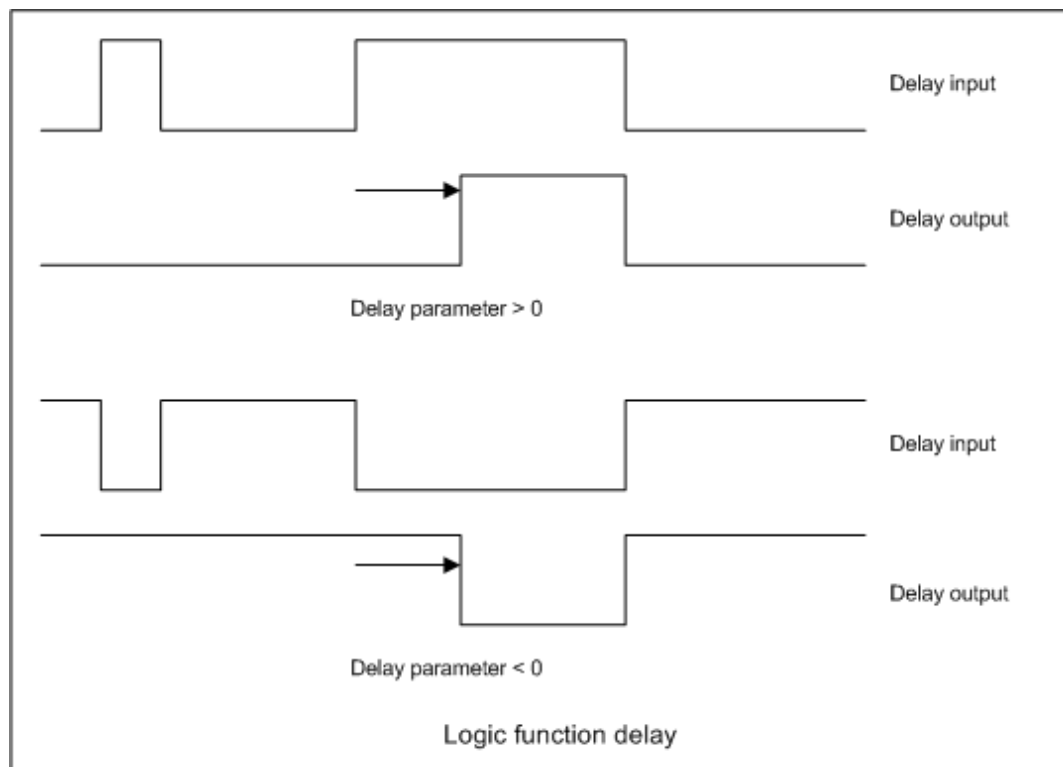 Delay input
Delay output
Delay parameter > 0
Delay input
Delay output
Delay parameter < 0
Logic function delay